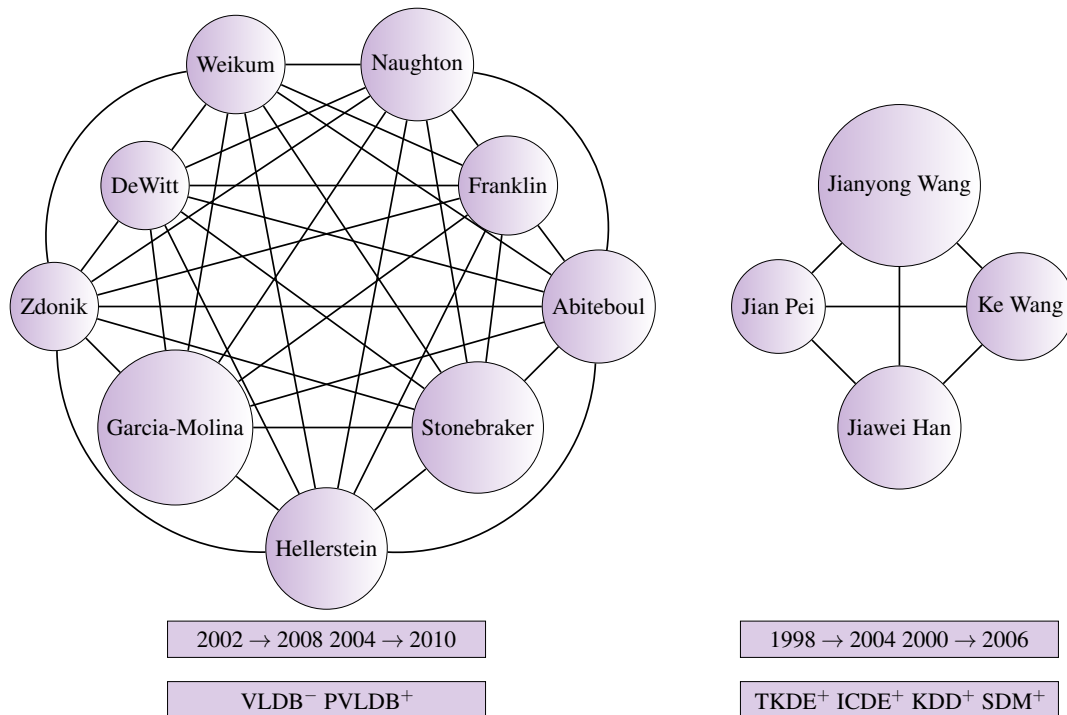 Weikum
Naughton
DeWitt
Franklin
Zdonik
Abiteboul
Garcia-Molina
Stonebraker
Hellerstein
2002 → 2008 2004 → 2010
VLDB⁻ PVLDB⁺
Jianyong Wang
Jian Pei
Ke Wang
Jiawei Han
1998 → 2004 2000 → 2006
TKDE⁺ ICDE⁺ KDD⁺ SDM⁺